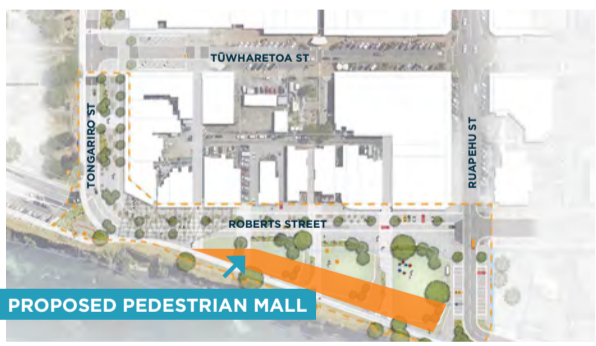 TŪWHARETOA ST
TONGARIRO ST
RUAPEHU ST
ROBERTS STREET
PROPOSED PEDESTRIAN MALL